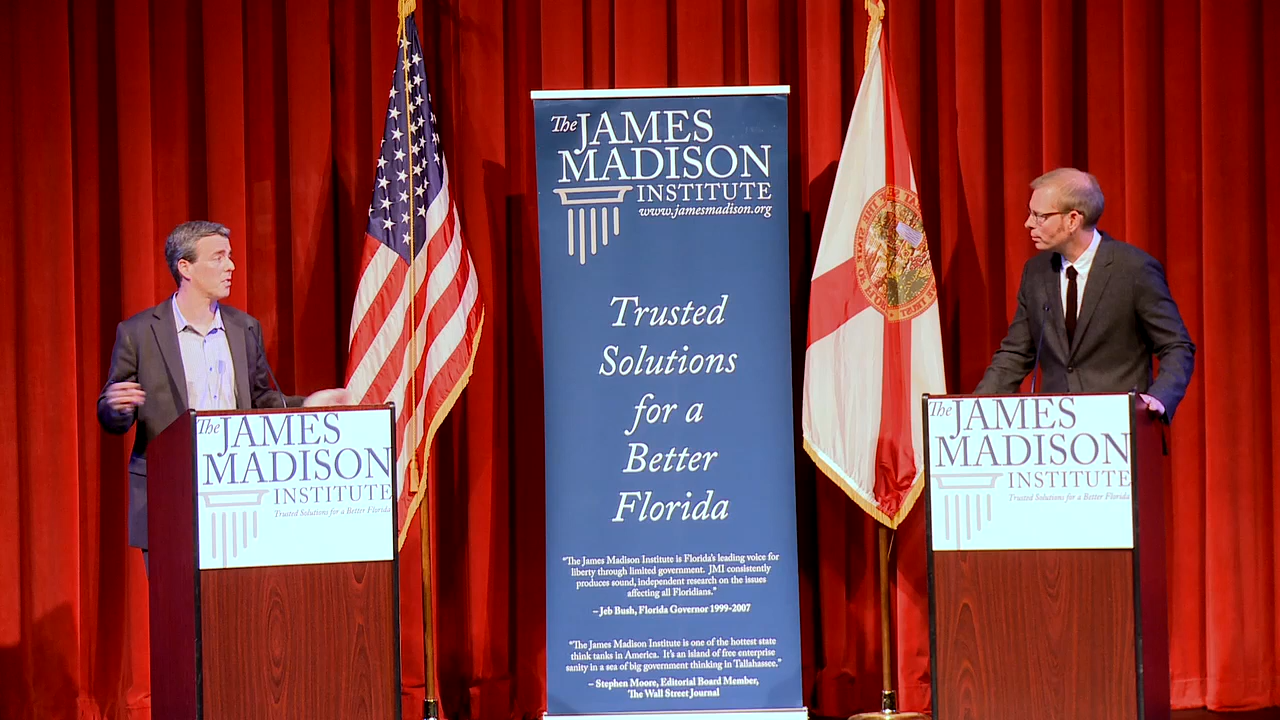 The JAMES
MADISON
INSTITUTE
www.jamesmadison.org
Trusted
Solutions
for a
Better
Florida
“The James Madison Institute is Florida's leading voice for
liberty through limited government. JMI consistently
produces sound, independent research on the issues
affecting all Floridians.”
– Jeb Bush, Florida Governor 1999-2007
“The James Madison Institute is one of the hottest state
think tanks in America. It's an island of free enterprise
sanity in a sea of big government thinking in Tallahassee.”
– Stephen Moore, Editorial Board Member,
The Wall Street Journal
The JAMES
MADISON
INSTITUTE
Trusted Solutions for a Better Florida
The JAMES
MADISON
INSTITUTE
Trusted Solutions for a Better Florida